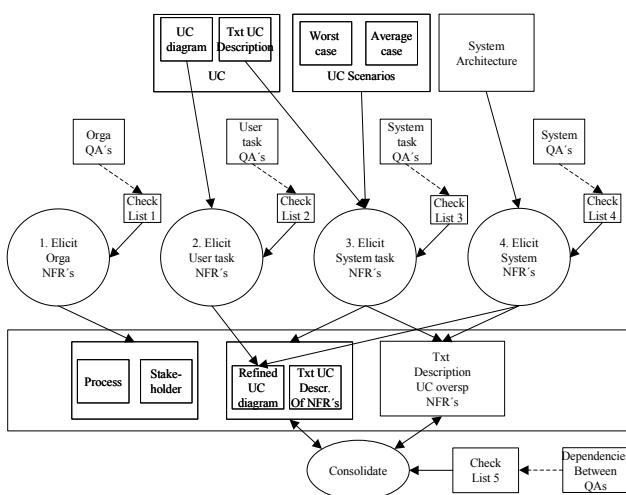 UC
diagram
Txt UC
Description
UC
Worst
case
Average
case
UC Scenarios
System
Architecture
Orga
QA´s
User
task
QA's
System
task
QA´s
System
QA´s
Check
List 1
Check
List 2
Check
List 3
Check
List 4
1. Elicit
Orga
NFR´s
2. Elicit
User task
NFR´s
3. Elicit
System task
NFR´s
4. Elicit
System
NFR´s
Process
Stake-
holder
Refined
UC
diagram
Txt UC
Descr.
Of NFR´s
Txt
Description
UC oversp
NFR´s
Consolidate
Check
List 5
Dependencies
Between
QAs